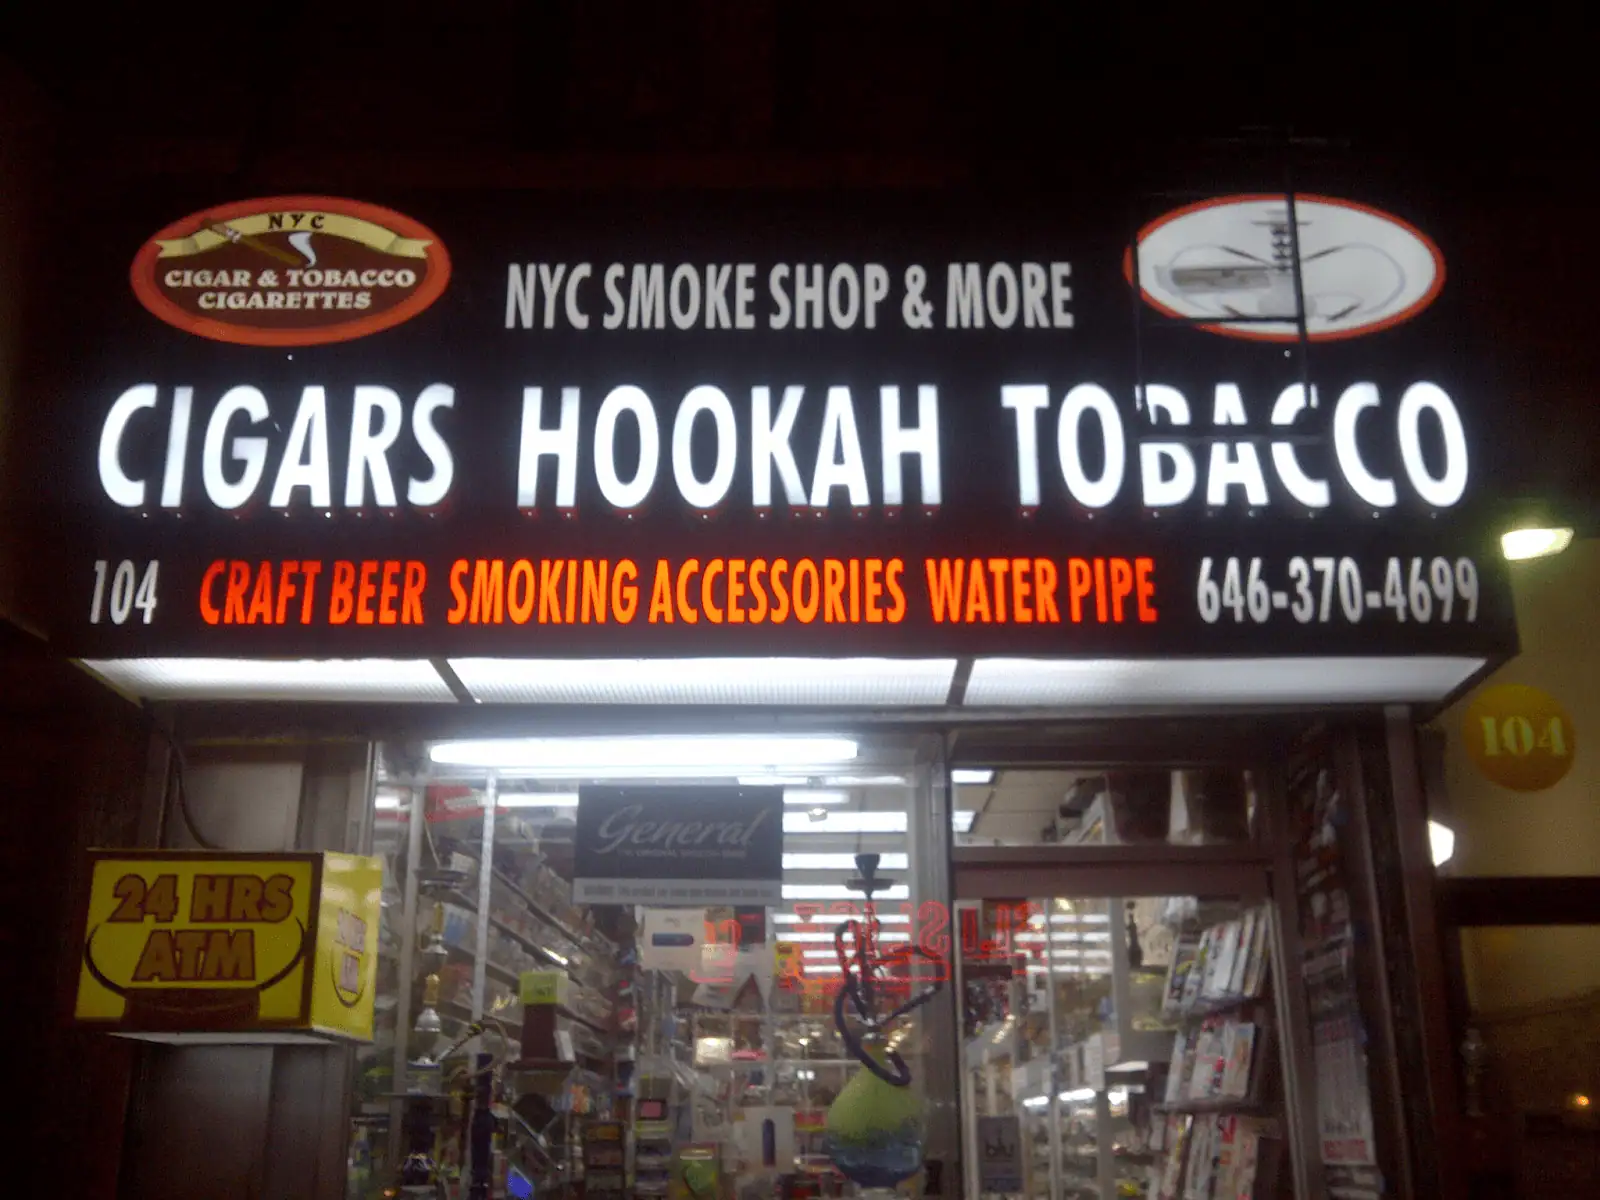 NYC
CIGAR & TOBACCO
CIGARETTES
NYC SMOKE SHOP & MORE
CIGARS HOOKAH TOBACCO
104 CRAFT BEER SMOKING ACCESSORIES WATER PIPE 646-370-4699
104
General
24 HRS
ATM
blu